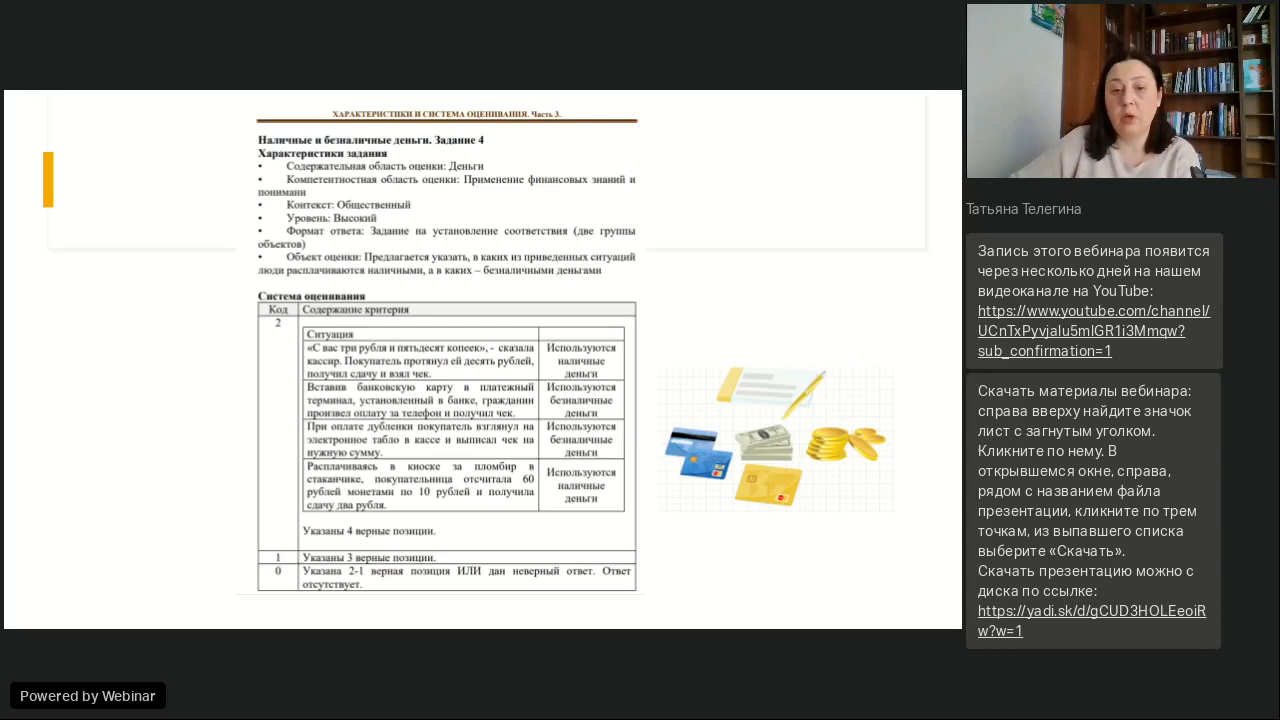 ХАРАКТЕРИСТИКИ И СИСТЕМА ОЦЕНИВАНИЯ. Часть 3.
Наличные и безналичные деньги. Задание 4
Характеристики задания
• Содержательная область оценки: Деньги
• Компетентностная область оценки: Применение финансовых знаний и
понимани
• Контекст: Общественный
• Уровень: Высокий
• Формат ответа: Задание на установление соответствия (две группы
объектов)
• Объект оценки: Предлагается указать, в каких из приведенных ситуаций
люди расплачиваются наличными, а в каких – безналичными деньгами
Система оценивания
Код Содержание критерия
2
Ситуация
«С вас три рубля и пятьдесят копеек», - сказала
кассир. Покупатель протянул ей десять рублей,
получил сдачу и взял чек.
Используются
наличные
деньги
Вставив банковскую карту в платежный
терминал, установленный в банке, гражданин
произвел оплату за телефон и получил чек.
Используются
безналичные
деньги
При оплате дубленки покупатель взглянул на
электронное табло в кассе и выписал чек на
нужную сумму.
Используются
безналичные
деньги
Расплачиваясь в киоске за пломбир в
стаканчике, покупательница отсчитала 60
рублей монетами по 10 рублей и получила
сдачу два рубля.
Используются
наличные
деньги
Указаны 4 верные позиции.
1 Указаны 3 верные позиции.
0 Указана 2-1 верная позиция ИЛИ дан неверный ответ. Ответ
отсутствует.
Татьяна Телегина
Запись этого вебинара появится
через несколько дней на нашем
видеоканале на YouTube:
https://www.youtube.com/channel/
UCnTxPyvjalu5mIGR1i3Mmqw?
sub_confirmation=1
Скачать материалы вебинара:
справа вверху найдите значок
лист с загнутым уголком.
Кликните по нему. В
открывшемся окне, справа,
рядом с названием файла
презентации, кликните по трем
точкам, из выпавшего списка
выберите «Скачать».
Скачать презентацию можно с
диска по ссылке:
https://yadi.sk/d/gCUD3HOLEeoiR
w?w=1
Powered by Webinar